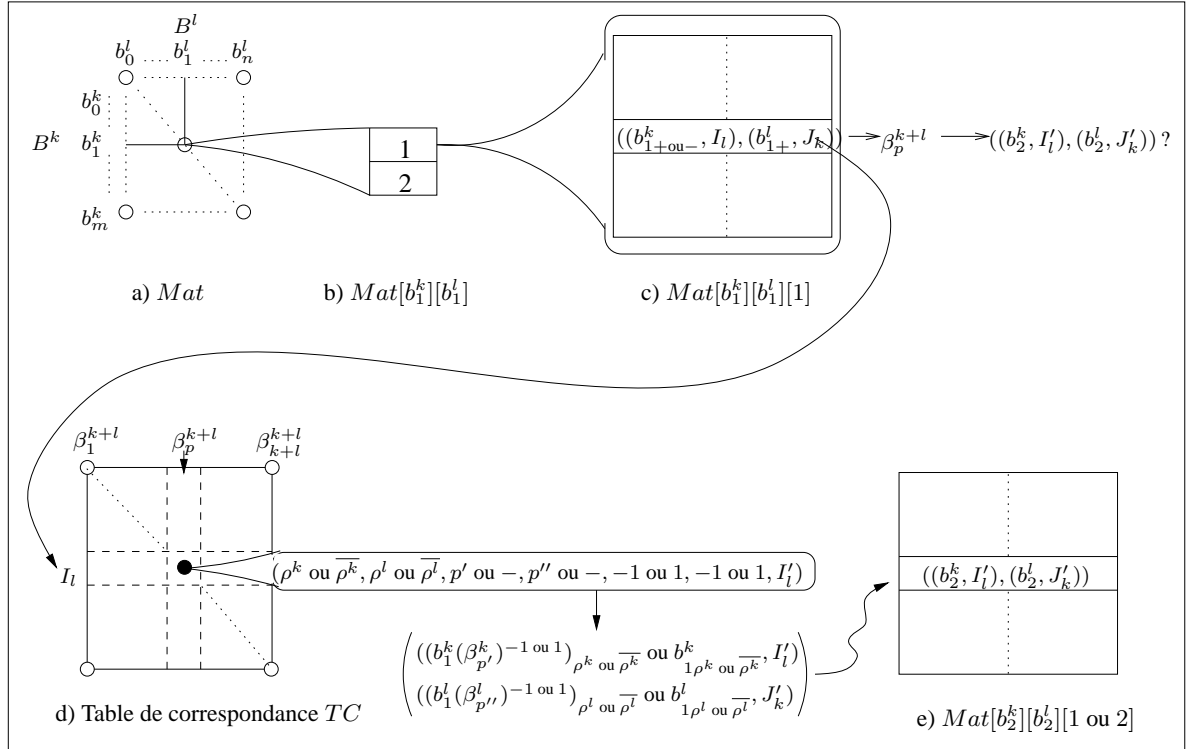 B^l
b_0^l ..... b_1^l ..... b_n^l
b_0^k
B^k b_1^k
b_m^k
1
2
((b^k_{1+ou−}, I_l), (b^l_{1+}, J_k)) → β_p^{k+l} → ((b_2^k, I'_l), (b_2^l, J'_k)) ?
a) Mat
b) Mat[b_1^k][b_1^l]
c) Mat[b_1^k][b_1^l][1]
β_1^{k+l} β_p^{k+l} β_{k+l}^{k+l}
I_l
(ρ^k ou \overline{ρ^k}, ρ^l ou \overline{ρ^l}, p′ ou −, p″ ou −, −1 ou 1, −1 ou 1, I'_l)
((b_1^k(β_{p′}^k)^{−1 ou 1})_{ρ^k ou \overline{ρ^k}} ou b^k_{1ρ^k ou \overline{ρ^k}}, I'_l)
((b_1^l(β_{p″}^l)^{−1 ou 1})_{ρ^l ou \overline{ρ^l}} ou b^l_{1ρ^l ou \overline{ρ^l}}, J'_k)
((b_2^k, I'_l), (b_2^l, J'_k))
d) Table de correspondance TC
e) Mat[b_2^k][b_2^l][1 ou 2]